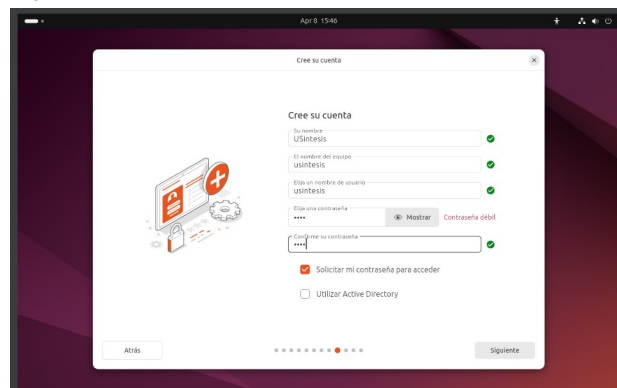 Apr 8 15:46
Cree su cuenta
Cree su cuenta
Su nombre
USintesis
El nombre del equipo
usintesis
Elija un nombre de usuario
usintesis
Elija una contraseña
•••• Mostrar Contraseña débil
Confirme su contraseña
••••
Solicitar mi contraseña para acceder
Utilizar Active Directory
Atrás Siguiente